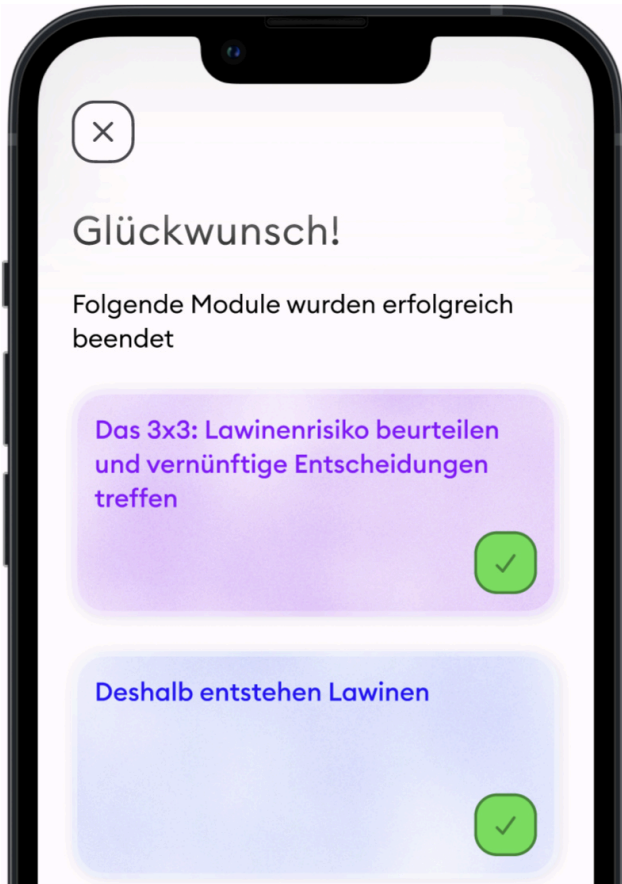 Glückwunsch!
Folgende Module wurden erfolgreich
beendet
Das 3x3: Lawinenrisiko beurteilen
und vernünftige Entscheidungen
treffen
Deshalb entstehen Lawinen